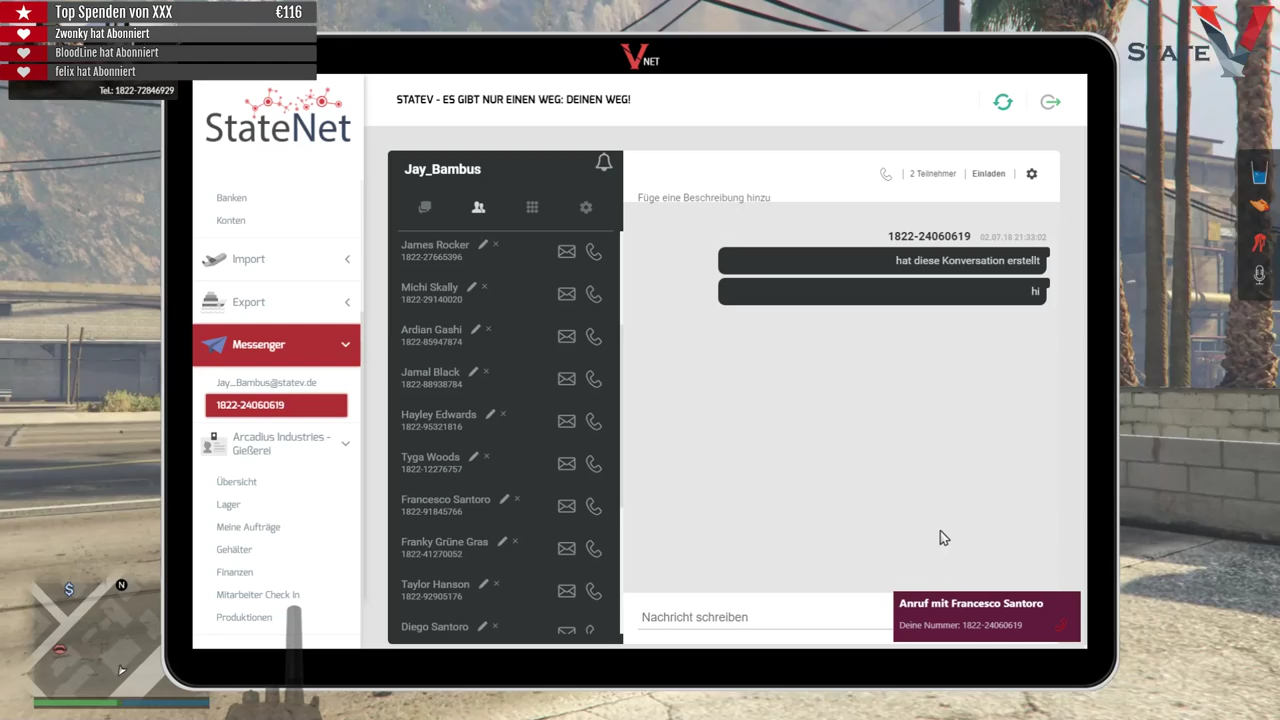 Top Spenden von XXX €116
Zwonky hat Abonniert
BloodLine hat Abonniert
felix hat Abonniert
Tel.: 1822-72846929
V NET
STATE V
StateNet
STATEV - ES GIBT NUR EINEN WEG: DEINEN WEG!
Banken
Konten
Import
Export
Messenger
Jay_Bambus@statev.de
1822-24060619
Arcadius Industries -
Gießerei
Übersicht
Lager
Meine Aufträge
Gehälter
Finanzen
Mitarbeiter Check In
Produktionen
Jay_Bambus
James Rocker
1822-27665396
Michi Skally
1822-29140020
Ardian Gashi
1822-85947874
Jamal Black
1822-88938784
Hayley Edwards
1822-95321816
Tyga Woods
1822-12276757
Francesco Santoro
1822-91845766
Franky Grüne Gras
1822-41270052
Taylor Hanson
1822-92905176
Diego Santoro
2 Teilnehmer | Einladen
Füge eine Beschreibung hinzu
1822-24060619 02.07.18 21:33:02
hat diese Konversation erstellt
hi
Nachricht schreiben
Anruf mit Francesco Santoro
Deine Nummer: 1822-24060619
N